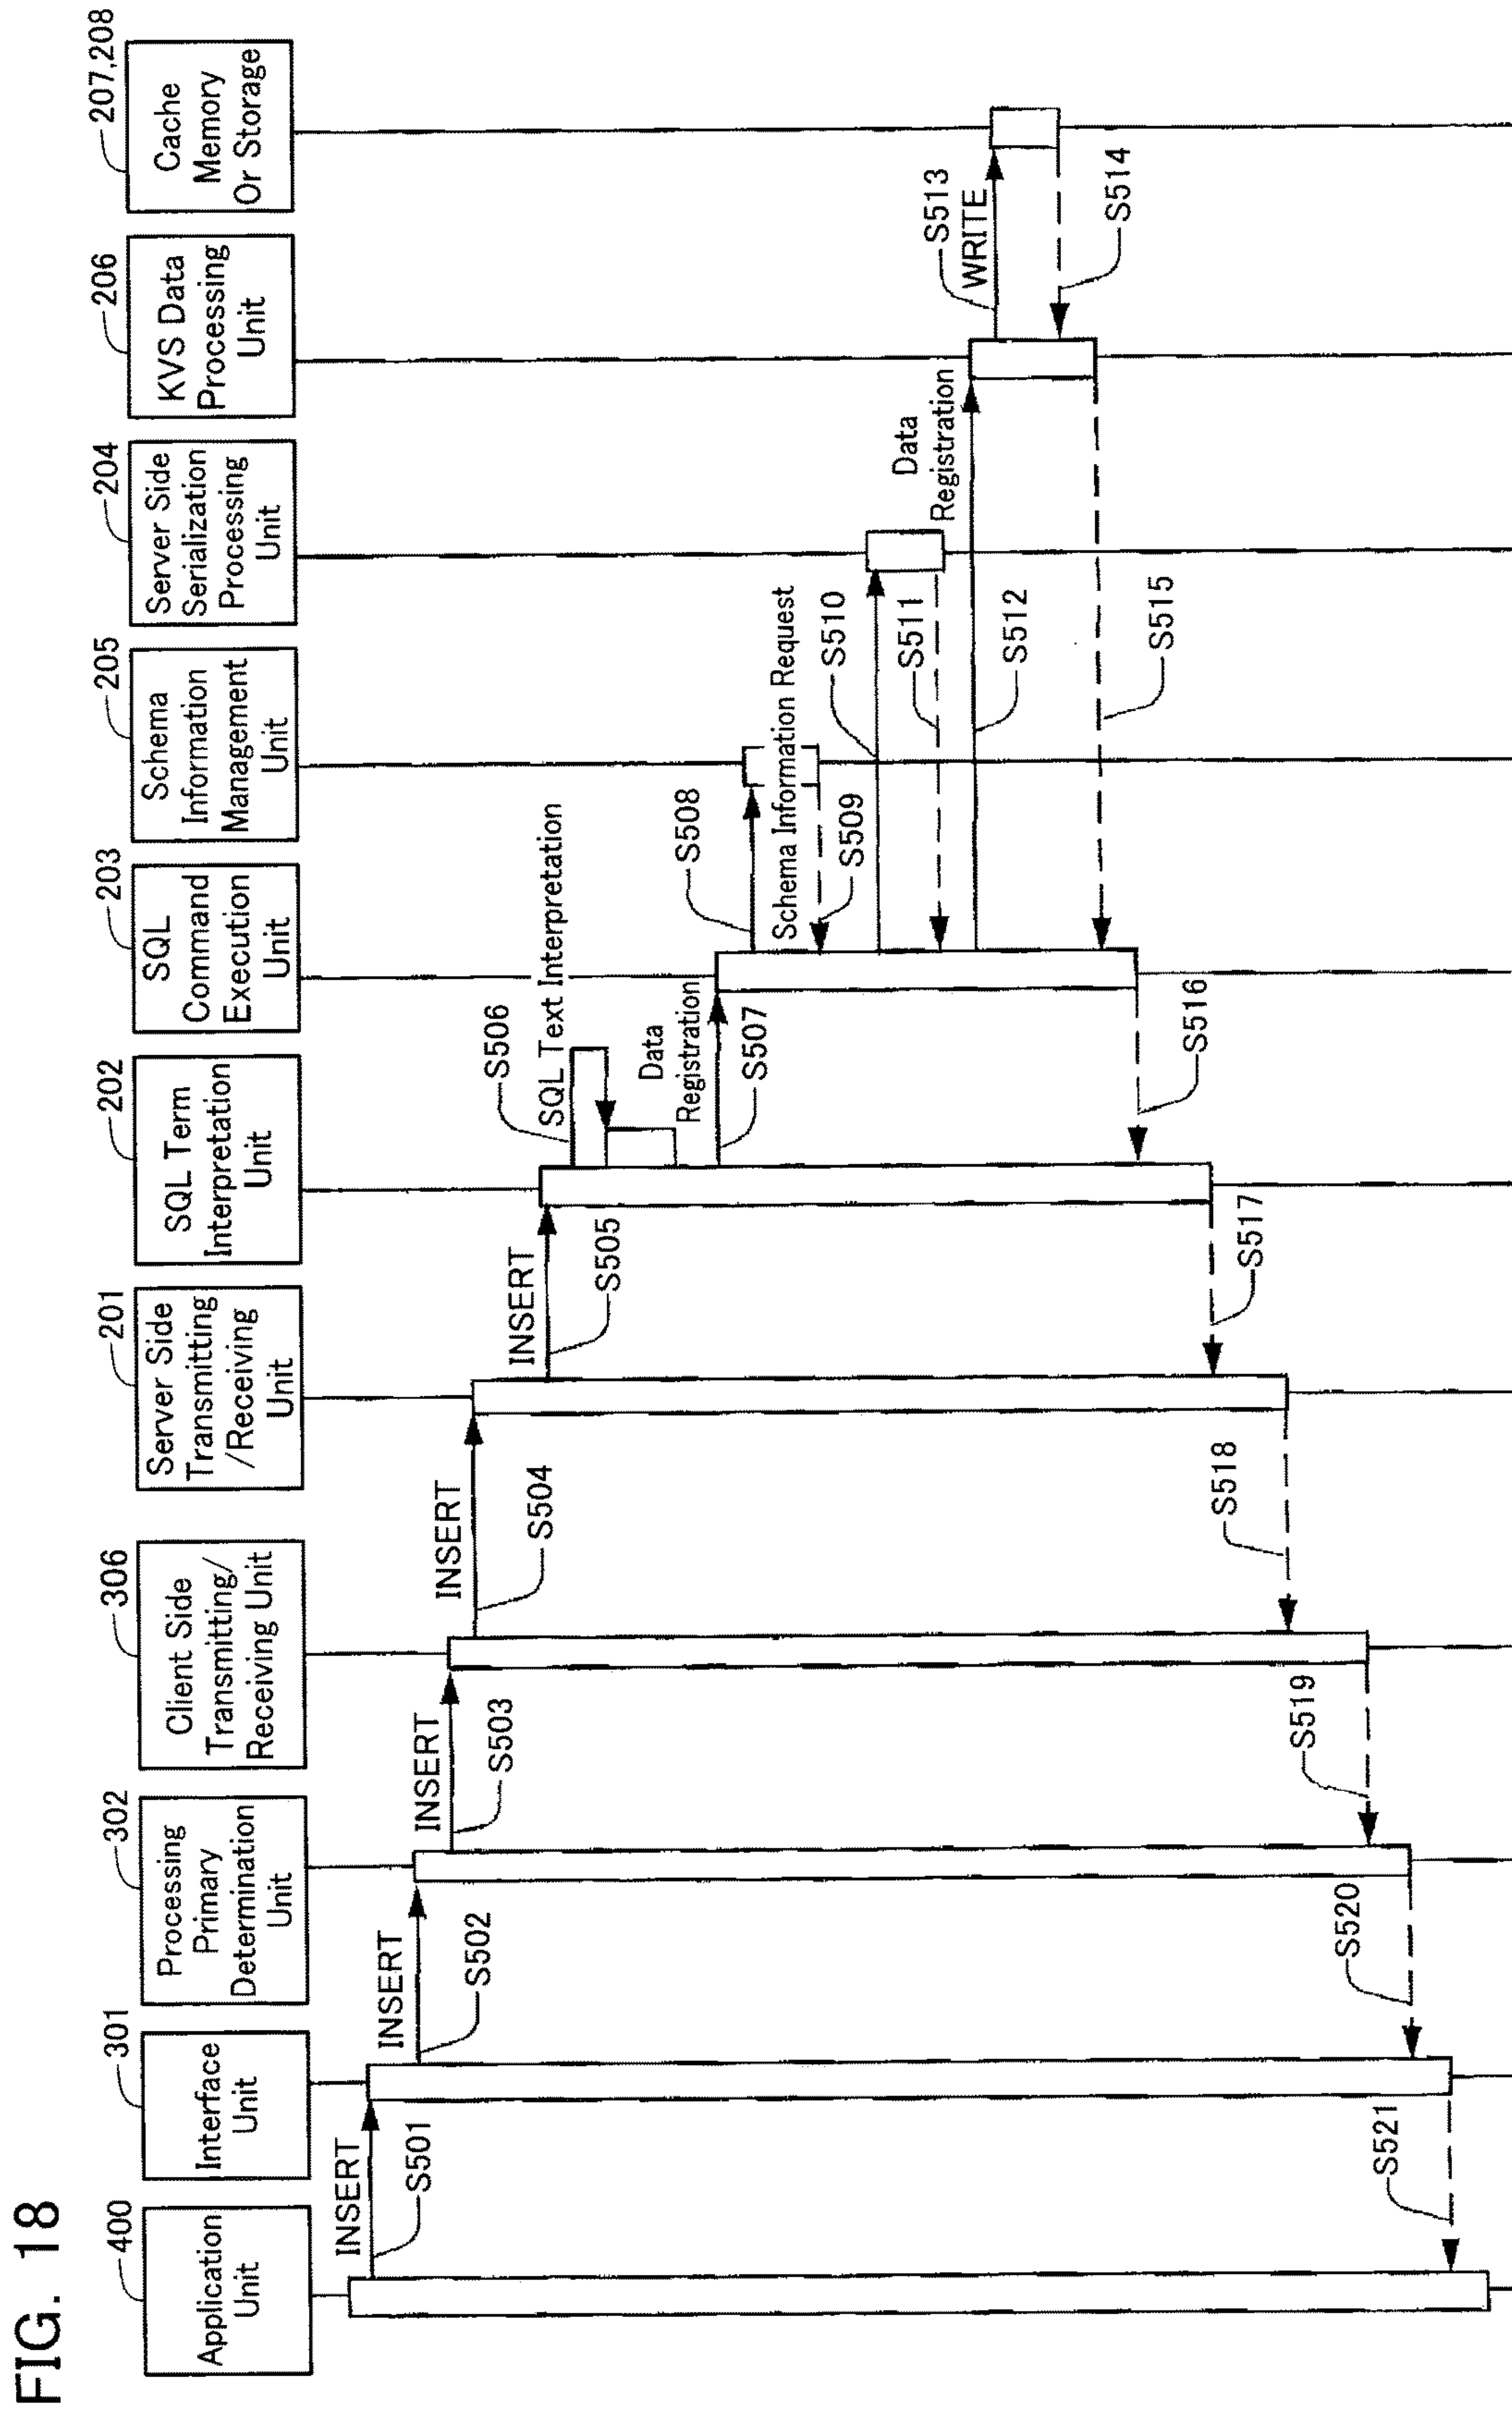 FIG. 18
400
Application
Unit
301
Interface
Unit
302
Processing
Primary
Determination
Unit
306
Client Side
Transmitting/
Receiving Unit
201
Server Side
Transmitting
/Receiving
Unit
202
SQL Term
Interpretation
Unit
203
SQL
Command
Execution
Unit
205
Schema
Information
Management
Unit
204
Server Side
Serialization
Processing
Unit
206
KVS Data
Processing
Unit
207,208
Cache
Memory
Or Storage
INSERT
S501
INSERT
S502
INSERT
S503
INSERT
S504
INSERT
S505
S506
SQL Text Interpretation
Data
Registration
S507
S508
Schema Information Request
S509
S510
S511
Data
Registration
S512
S513
WRITE
S514
S515
S516
S517
S518
S519
S520
S521